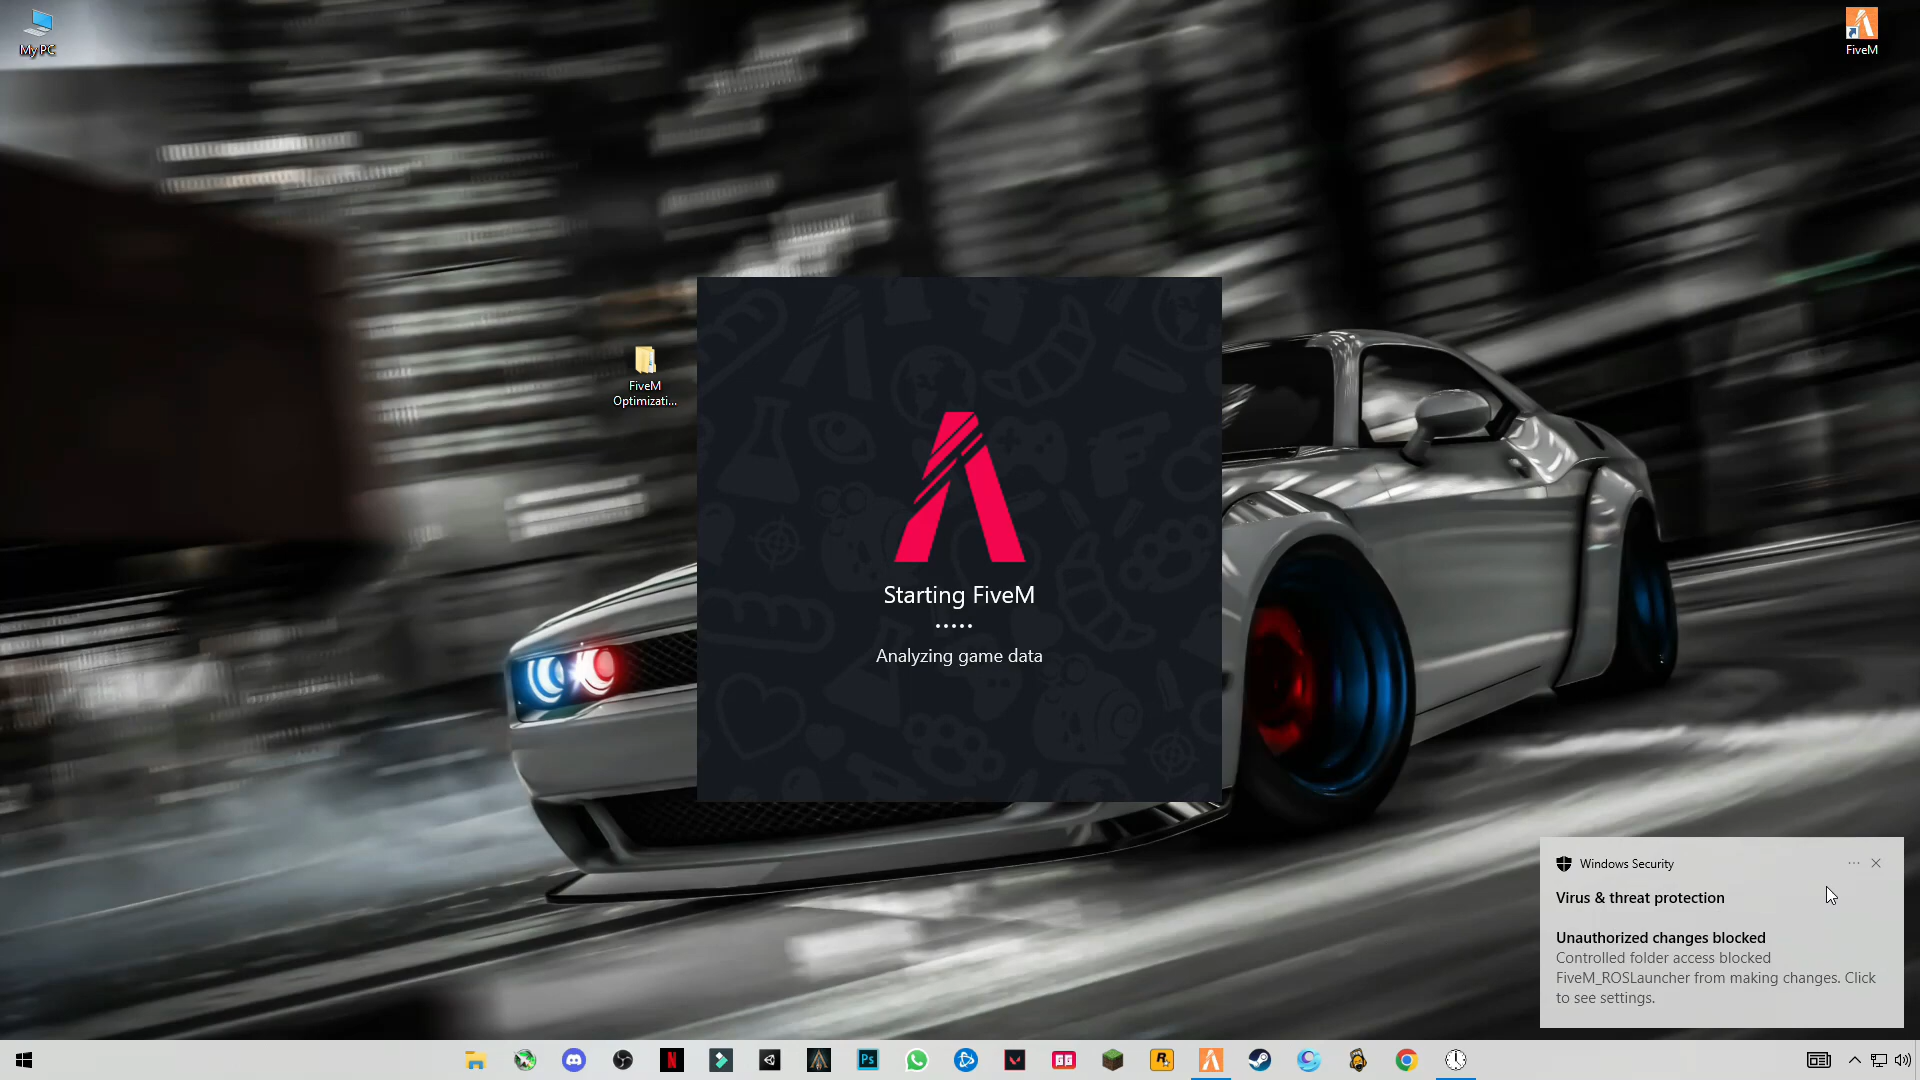 My PC
FiveM
FiveM
Optimizati...
Starting FiveM
Analyzing game data
Windows Security
Virus & threat protection
Unauthorized changes blocked
Controlled folder access blocked
FiveM_ROSLauncher from making changes. Click
to see settings.
N
Ps
R